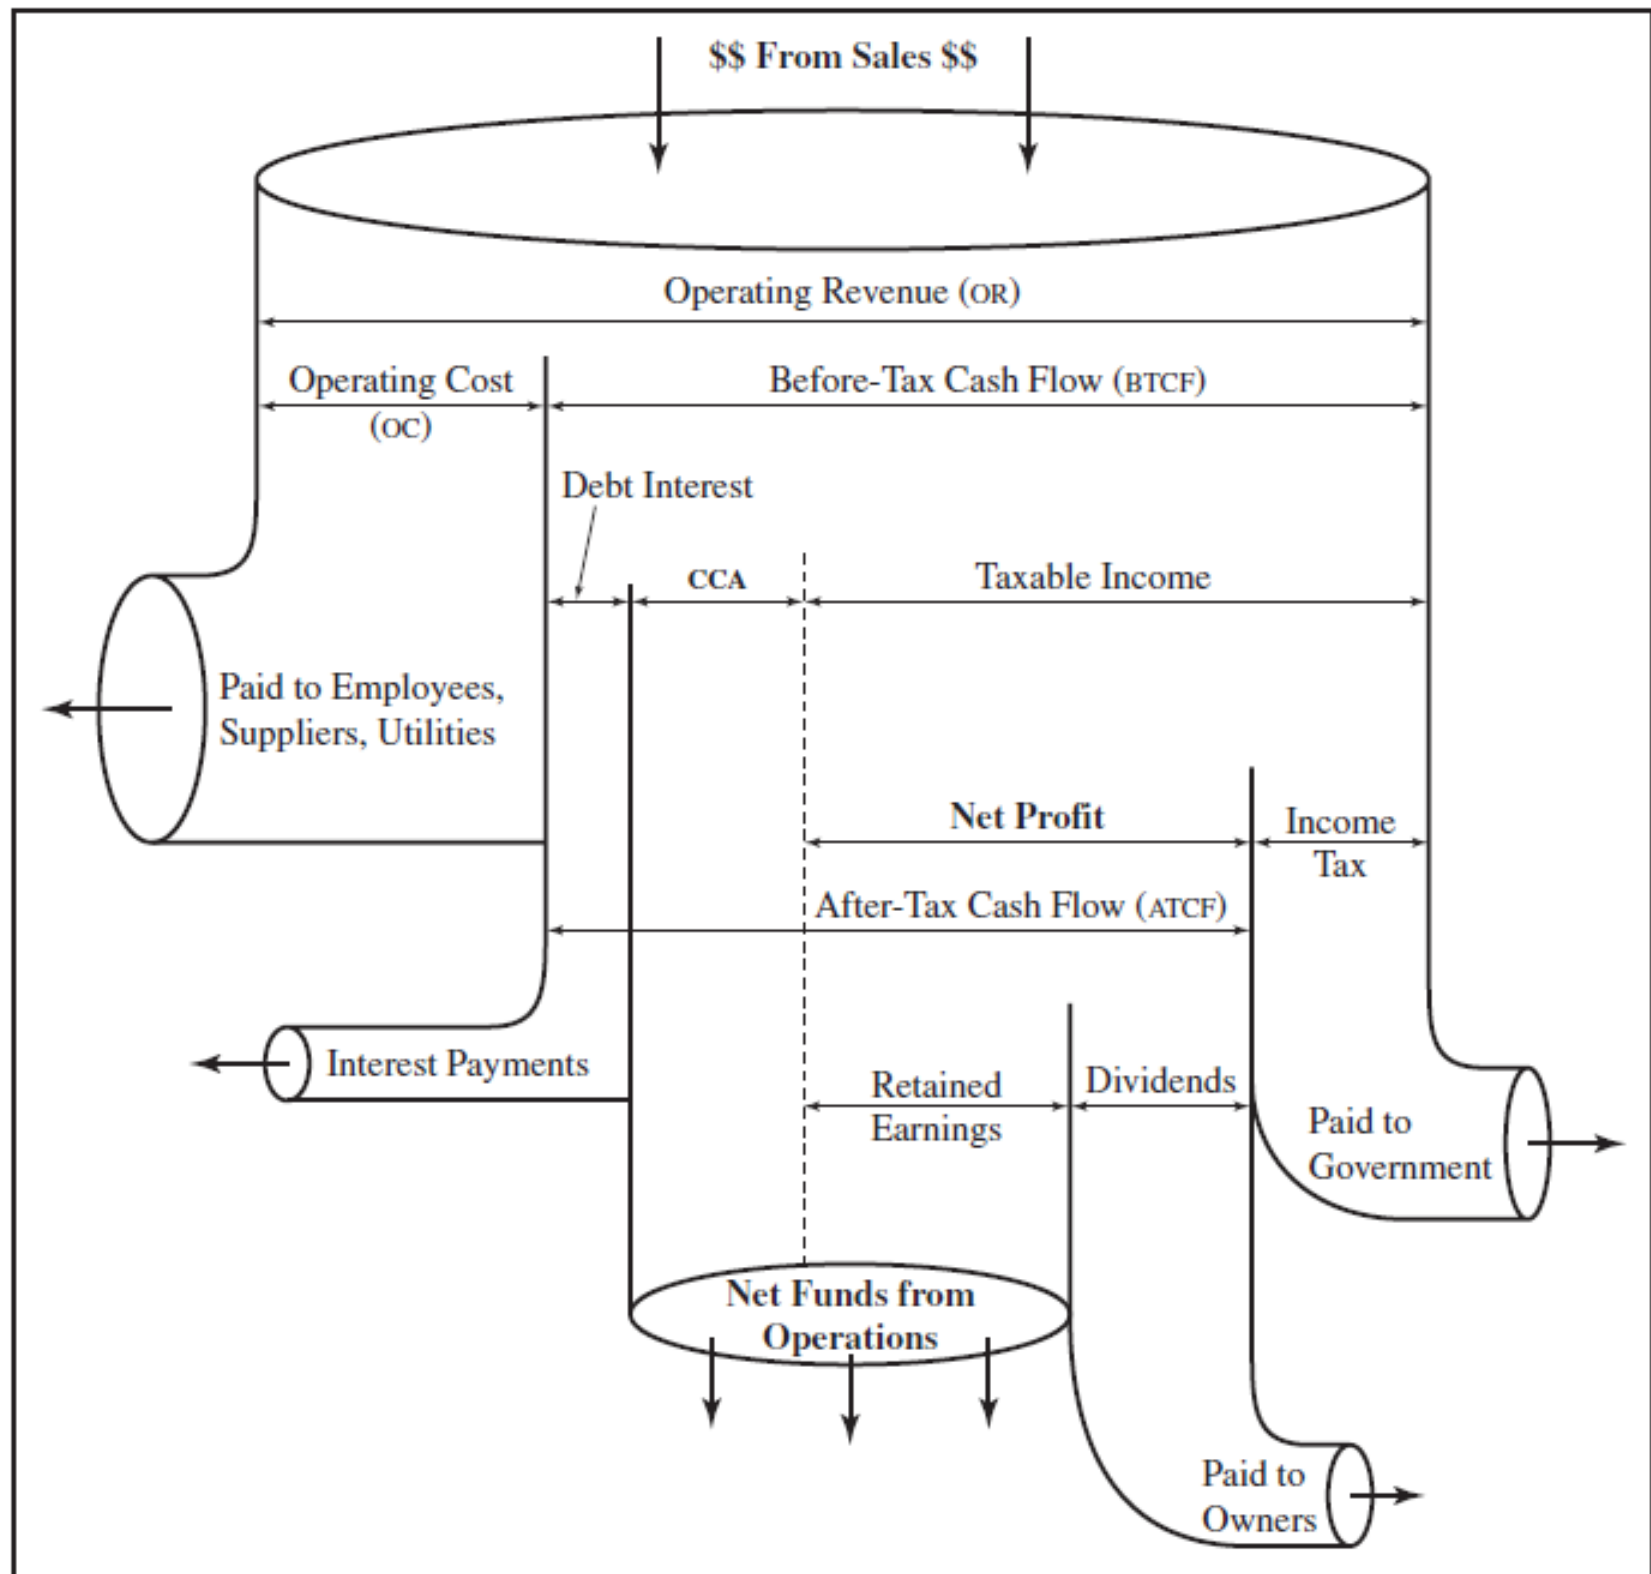 $$ From Sales $$
Operating Revenue (OR)
Operating Cost
(OC)
Before-Tax Cash Flow (BTCF)
Debt Interest
CCA
Taxable Income
Paid to Employees,
Suppliers, Utilities
Net Profit
Income
Tax
After-Tax Cash Flow (ATCF)
Interest Payments
Retained
Earnings
Dividends
Paid to
Government
Net Funds from
Operations
Paid to
Owners